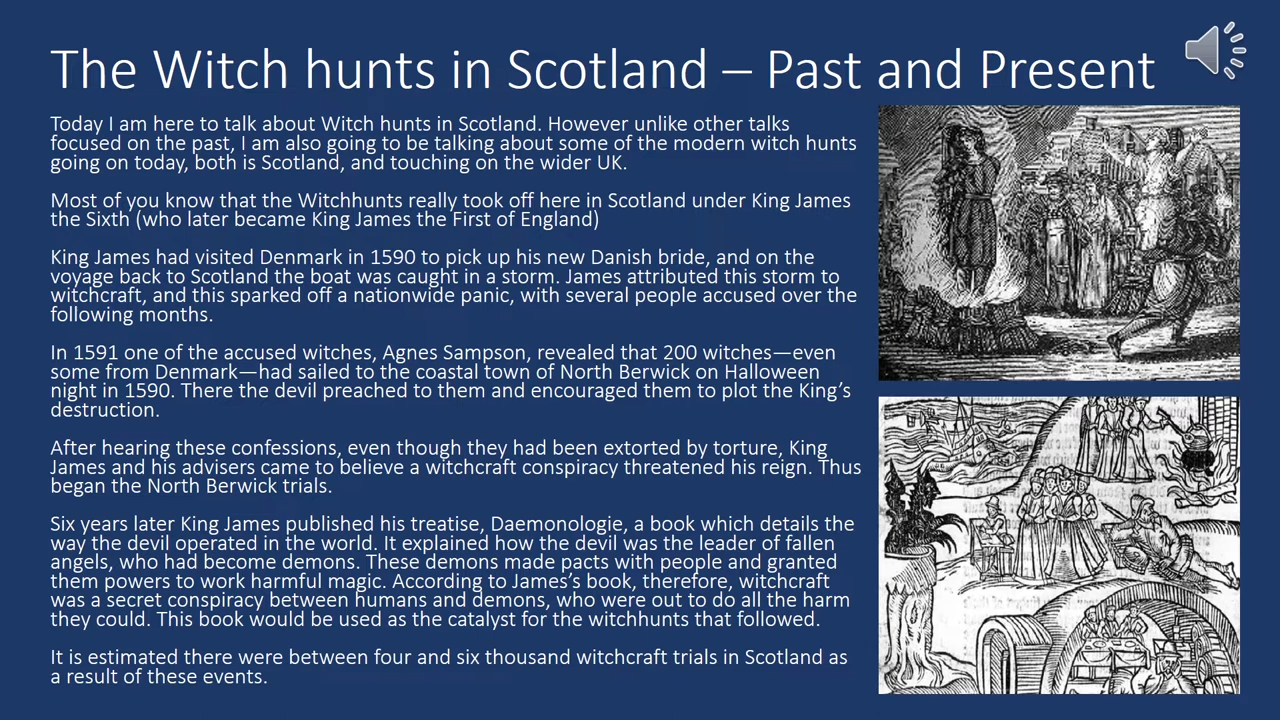 The Witch hunts in Scotland – Past and Present
Today I am here to talk about Witch hunts in Scotland. However unlike other talks
focused on the past, I am also going to be talking about some of the modern witch hunts
going on today, both is Scotland, and touching on the wider UK.
Most of you know that the Witchhunts really took off here in Scotland under King James
the Sixth (who later became King James the First of England)
King James had visited Denmark in 1590 to pick up his new Danish bride, and on the
voyage back to Scotland the boat was caught in a storm. James attributed this storm to
witchcraft, and this sparked off a nationwide panic, with several people accused over the
following months.
In 1591 one of the accused witches, Agnes Sampson, revealed that 200 witches—even
some from Denmark—had sailed to the coastal town of North Berwick on Halloween
night in 1590. There the devil preached to them and encouraged them to plot the King’s
destruction.
After hearing these confessions, even though they had been extorted by torture, King
James and his advisers came to believe a witchcraft conspiracy threatened his reign. Thus
began the North Berwick trials.
Six years later King James published his treatise, Daemonologie, a book which details the
way the devil operated in the world. It explained how the devil was the leader of fallen
angels, who had become demons. These demons made pacts with people and granted
them powers to work harmful magic. According to James’s book, therefore, witchcraft
was a secret conspiracy between humans and demons, who were out to do all the harm
they could. This book would be used as the catalyst for the witchhunts that followed.
It is estimated there were between four and six thousand witchcraft trials in Scotland as
a result of these events.